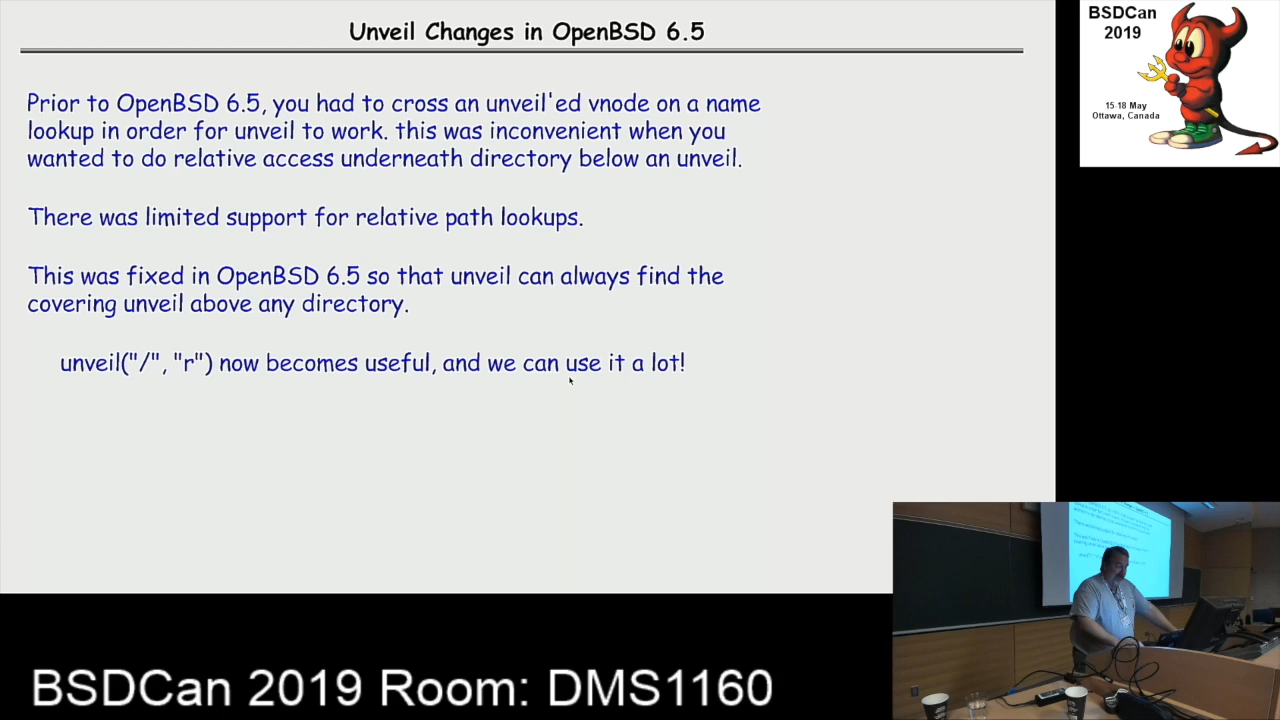 Unveil Changes in OpenBSD 6.5
Prior to OpenBSD 6.5, you had to cross an unveil'ed vnode on a name
lookup in order for unveil to work. this was inconvenient when you
wanted to do relative access underneath directory below an unveil.
There was limited support for relative path lookups.
This was fixed in OpenBSD 6.5 so that unveil can always find the
covering unveil above any directory.
unveil("/", "r") now becomes useful, and we can use it a lot!
BSDCan
2019
15-18 May
Ottawa, Canada
BSDCan 2019 Room: DMS1160